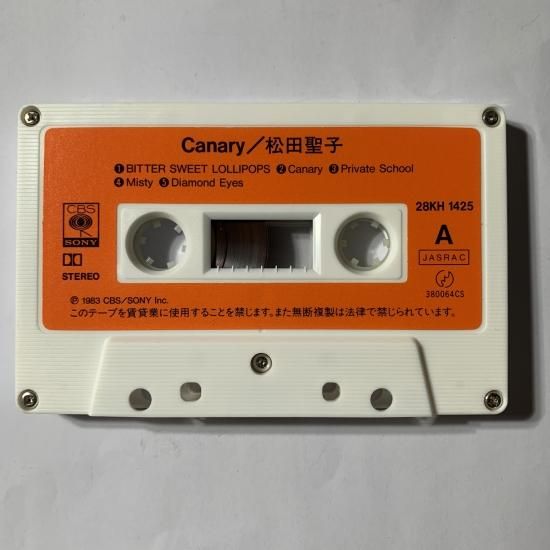 Canary／松田聖子
❶BITTER SWEET LOLLIPOPS ❷Canary ❸Private School
❹Misty ❺Diamond Eyes
28KH 1425
CBS
SONY
A
JASRAC
STEREO
380064CS
Ⓟ 1983 CBS/SONY Inc.
このテープを賃貸業に使用することを禁じます。また無断複製は法律で禁じられています。